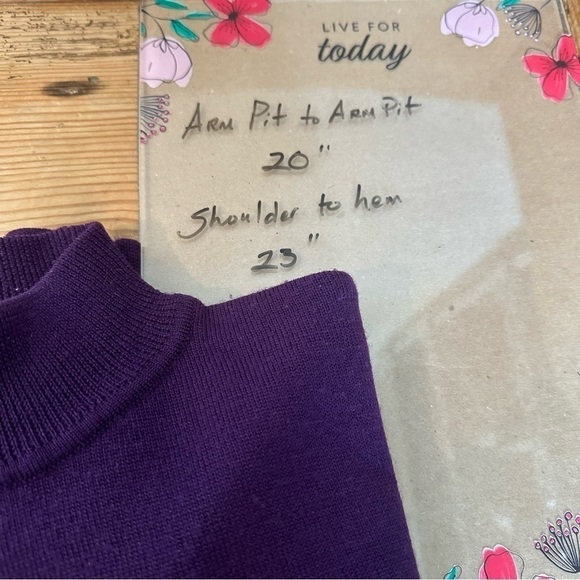 LIVE FOR
today
ARM Pit to ARM Pit
20"
Shoulder to hem
23"